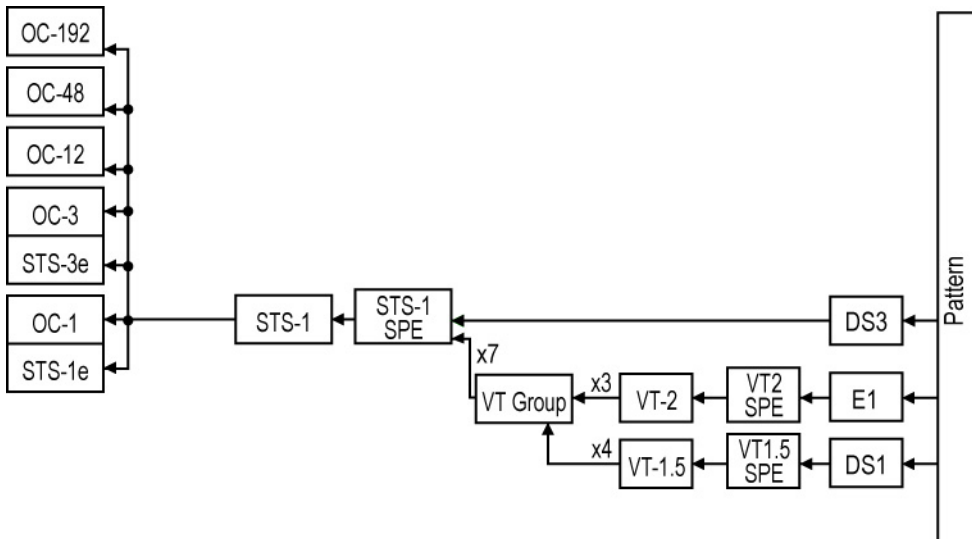 OC-192
OC-48
OC-12
OC-3
STS-3e
OC-1
STS-1e
STS-1
STS-1
SPE
DS3
x7
VT Group
x3
VT-2
VT2
SPE
E1
x4
VT-1.5
VT1.5
SPE
DS1
Pattern